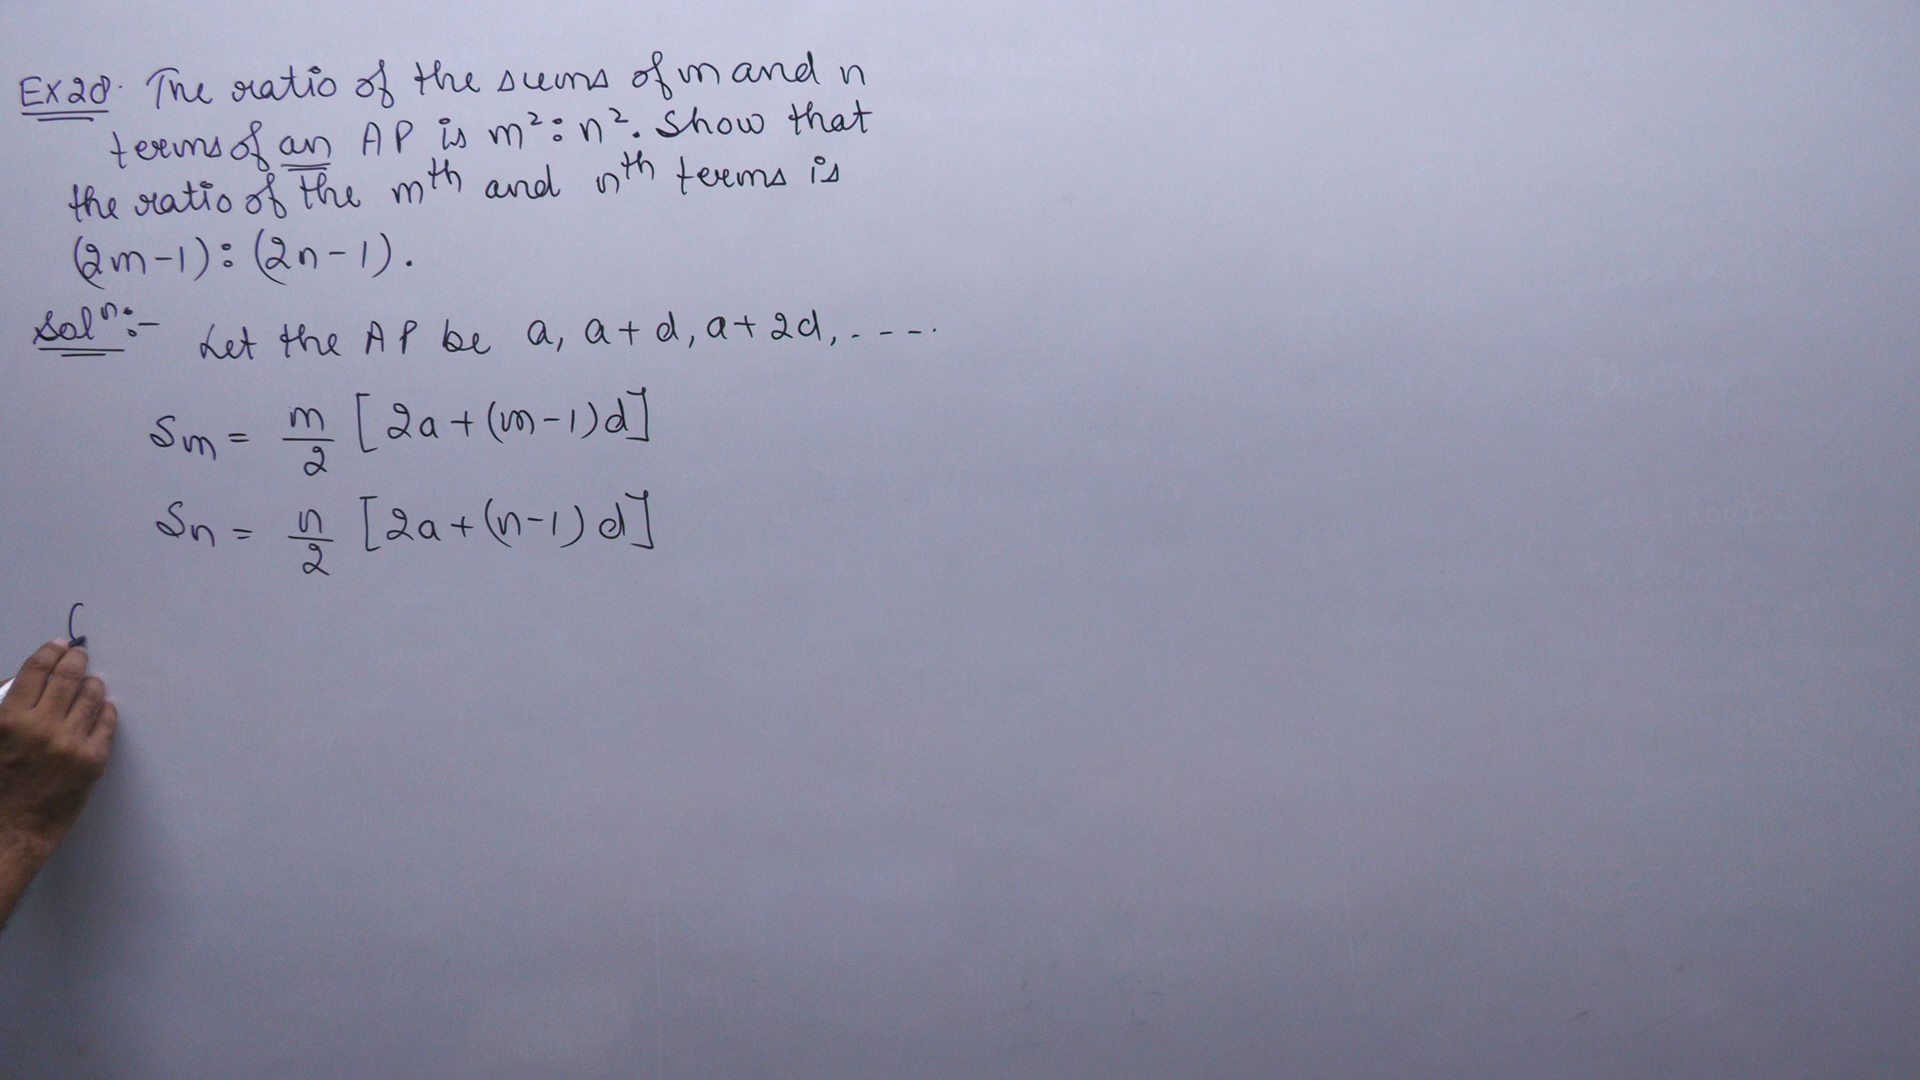 Ex 28. The ratio of the sums of m and n
terms of an AP is m²:n². Show that
the ratio of the mth and nth terms is
(2m-1):(2n-1).
Solⁿ:- Let the AP be a, a+d, a+2d, .----.
Sm = m/2 [2a+(m-1)d]
Sn = n/2 [2a+(n-1)d]
(